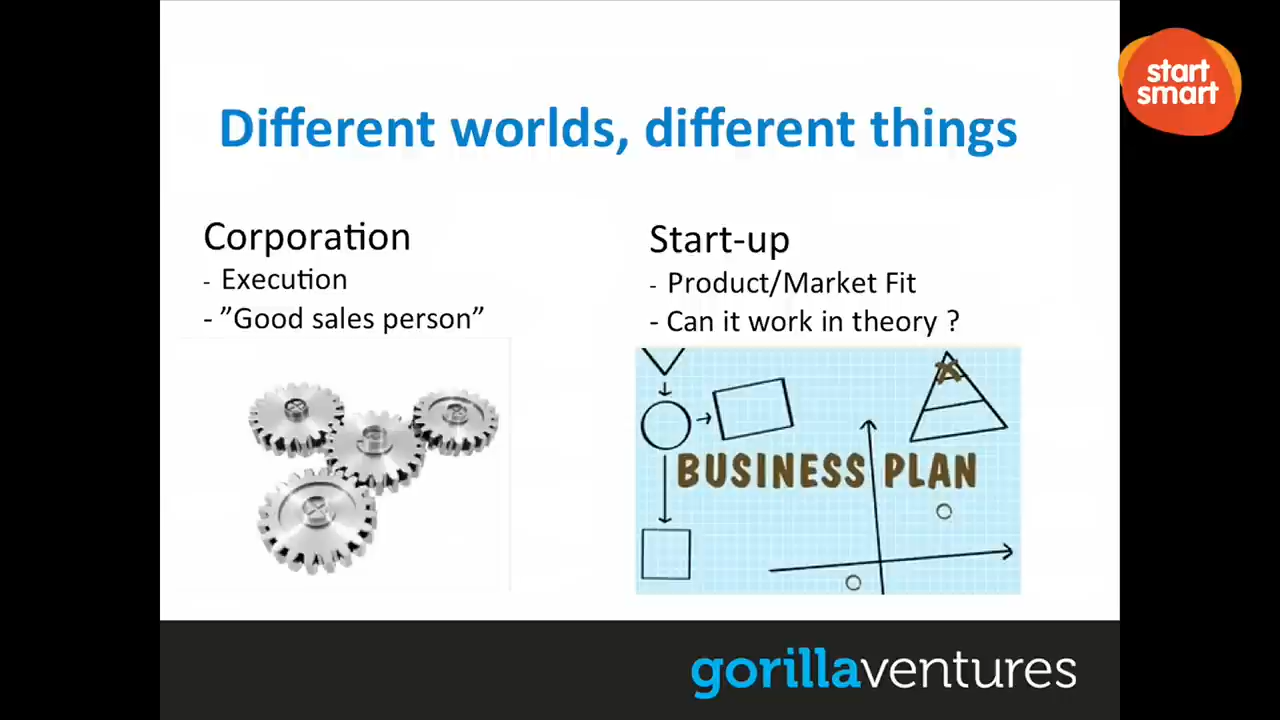 start
smart
Different worlds, different things
Corporation
- Execution
- ”Good sales person”
Start-up
- Product/Market Fit
- Can it work in theory ?
BUSINESS PLAN
gorillaventures